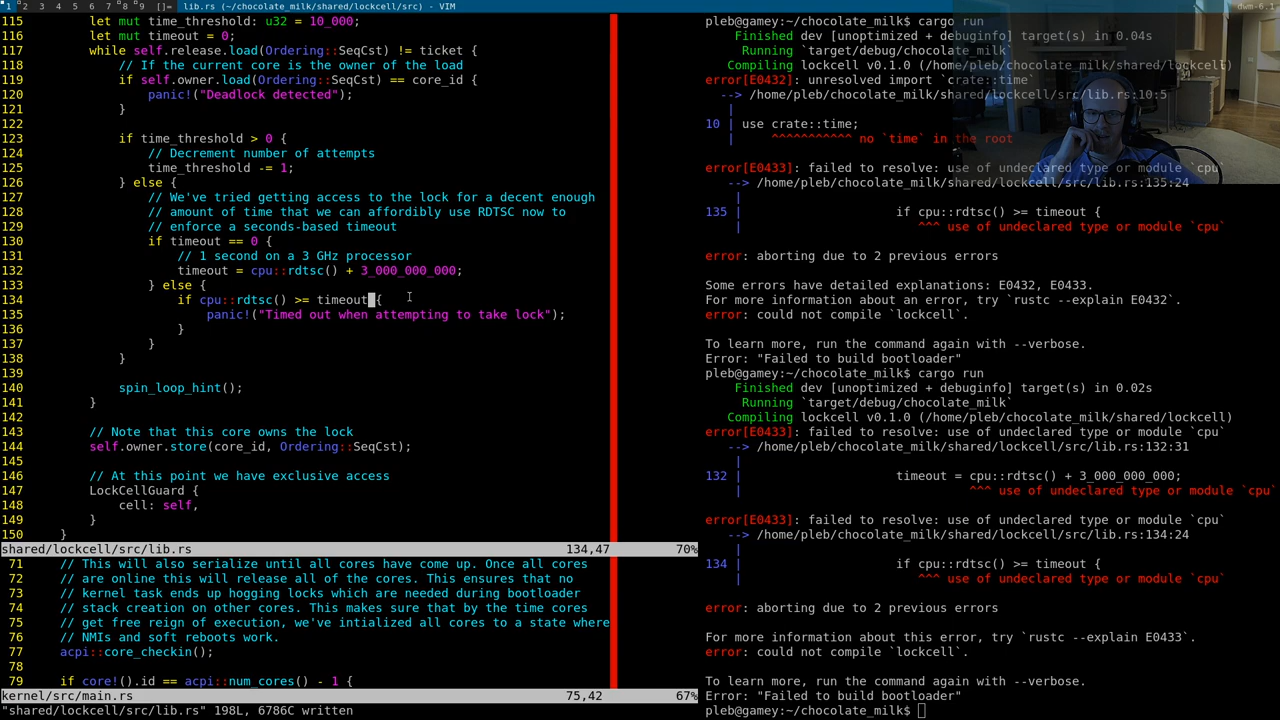 1 2 3 4 5 6 7 8 9 []= lib.rs (~/chocolate_milk/shared/lockcell/src) - VIM dwm-6.1
115 let mut time_threshold: u32 = 10_000;
116 let mut timeout = 0;
117 while self.release.load(Ordering::SeqCst) != ticket {
118 // If the current core is the owner of the load
119 if self.owner.load(Ordering::SeqCst) == core_id {
120 panic!("Deadlock detected");
121 }
122
123 if time_threshold > 0 {
124 // Decrement number of attempts
125 time_threshold -= 1;
126 } else {
127 // We've tried getting access to the lock for a decent enough
128 // amount of time that we can affordibly use RDTSC now to
129 // enforce a seconds-based timeout
130 if timeout == 0 {
131 // 1 second on a 3 GHz processor
132 timeout = cpu::rdtsc() + 3_000_000_000;
133 } else {
134 if cpu::rdtsc() >= timeout {
135 panic!("Timed out when attempting to take lock");
136 }
137 }
138 }
139
140 spin_loop_hint();
141 }
142
143 // Note that this core owns the lock
144 self.owner.store(core_id, Ordering::SeqCst);
145
146 // At this point we have exclusive access
147 LockCellGuard {
148 cell: self,
149 }
150 }
shared/lockcell/src/lib.rs 134,47 70%
71 // This will also serialize until all cores have come up. Once all cores
72 // are online this will release all of the cores. This ensures that no
73 // kernel task ends up hogging locks which are needed during bootloader
74 // stack creation on other cores. This makes sure that by the time cores
75 // get free reign of execution, we've intialized all cores to a state where
76 // NMIs and soft reboots work.
77 acpi::core_checkin();
78
79 if core!().id == acpi::num_cores() - 1 {
kernel/src/main.rs 75,42 67%
"shared/lockcell/src/lib.rs" 198L, 6786C written
pleb@gamey:~/chocolate_milk$ cargo run
Finished dev [unoptimized + debuginfo] target(s) in 0.04s
Running `target/debug/chocolate_milk`
Compiling lockcell v0.1.0 (/home/pleb/chocolate_milk/shared/lockcell)
error[E0432]: unresolved import `crate::time`
--> /home/pleb/chocolate_milk/shared/lockcell/src/lib.rs:10:5
|
10 | use crate::time;
| ^^^^^^^^^^^ no `time` in the root

error[E0433]: failed to resolve: use of undeclared type or module `cpu`
--> /home/pleb/chocolate_milk/shared/lockcell/src/lib.rs:135:24
|
135 | if cpu::rdtsc() >= timeout {
| ^^^ use of undeclared type or module `cpu`

error: aborting due to 2 previous errors

Some errors have detailed explanations: E0432, E0433.
For more information about an error, try `rustc --explain E0432`.
error: could not compile `lockcell`.

To learn more, run the command again with --verbose.
Error: "Failed to build bootloader"
pleb@gamey:~/chocolate_milk$ cargo run
Finished dev [unoptimized + debuginfo] target(s) in 0.02s
Running `target/debug/chocolate_milk`
Compiling lockcell v0.1.0 (/home/pleb/chocolate_milk/shared/lockcell)
error[E0433]: failed to resolve: use of undeclared type or module `cpu`
--> /home/pleb/chocolate_milk/shared/lockcell/src/lib.rs:132:31
|
132 | timeout = cpu::rdtsc() + 3_000_000_000;
| ^^^ use of undeclared type or module `cpu`

error[E0433]: failed to resolve: use of undeclared type or module `cpu`
--> /home/pleb/chocolate_milk/shared/lockcell/src/lib.rs:134:24
|
134 | if cpu::rdtsc() >= timeout {
| ^^^ use of undeclared type or module `cpu`

error: aborting due to 2 previous errors

For more information about this error, try `rustc --explain E0433`.
error: could not compile `lockcell`.

To learn more, run the command again with --verbose.
Error: "Failed to build bootloader"
pleb@gamey:~/chocolate_milk$